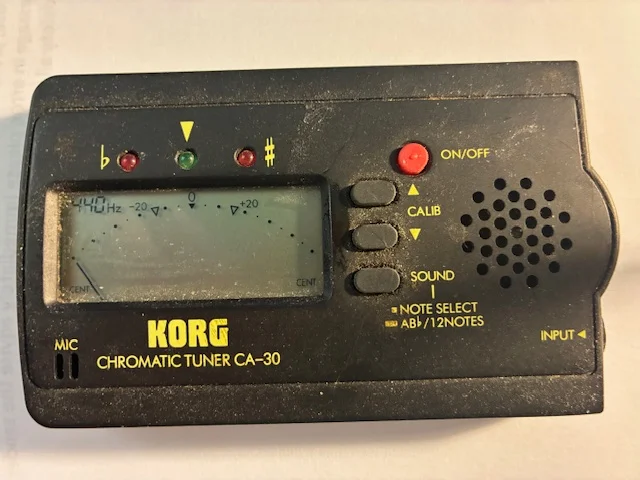 ♭ ▼ ♯
ON/OFF
440Hz -20 0 +20
▲
CALIB
▼
CENT CENT
SOUND
NOTE SELECT
AB♭/12NOTES
KORG
CHROMATIC TUNER CA-30
MIC
INPUT ◀